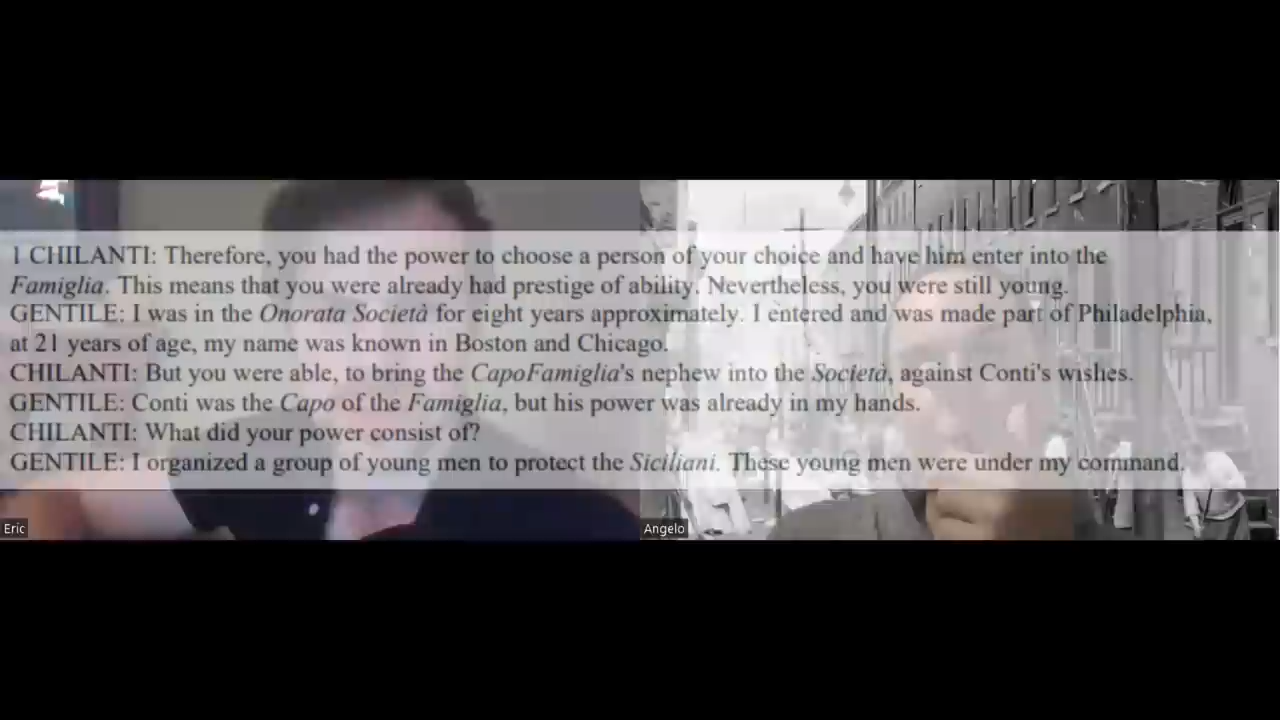 1 CHILANTI: Therefore, you had the power to choose a person of your choice and have him enter into the
Famiglia. This means that you were already had prestige of ability. Nevertheless, you were still young.
GENTILE: I was in the Onorata Società for eight years approximately. I entered and was made part of Philadelphia,
at 21 years of age, my name was known in Boston and Chicago.
CHILANTI: But you were able, to bring the CapoFamiglia's nephew into the Società, against Conti's wishes.
GENTILE: Conti was the Capo of the Famiglia, but his power was already in my hands.
CHILANTI: What did your power consist of?
GENTILE: I organized a group of young men to protect the Siciliani. These young men were under my command.
Eric
Angelo